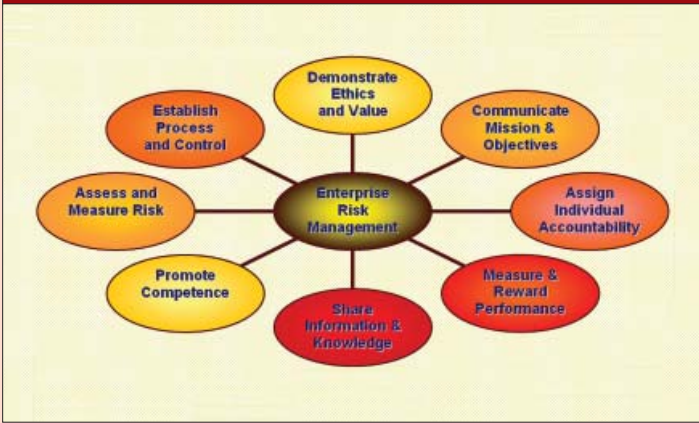 Demonstrate
Ethics
and Value
Communicate
Mission &
Objectives
Assign
Individual
Accountability
Measure &
Reward
Performance
Share
Information &
Knowledge
Promote
Competence
Assess and
Measure Risk
Establish
Process
and Control
Enterprise
Risk
Management